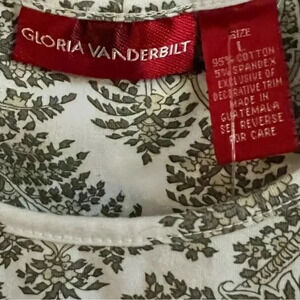 GLORIA VANDERBILT
SIZE
L
95% COTTON
5% SPANDEX
EXCLUSIVE OF
DECORATIVE TRIM
MADE IN
GUATEMALA
SEE REVERSE
FOR CARE